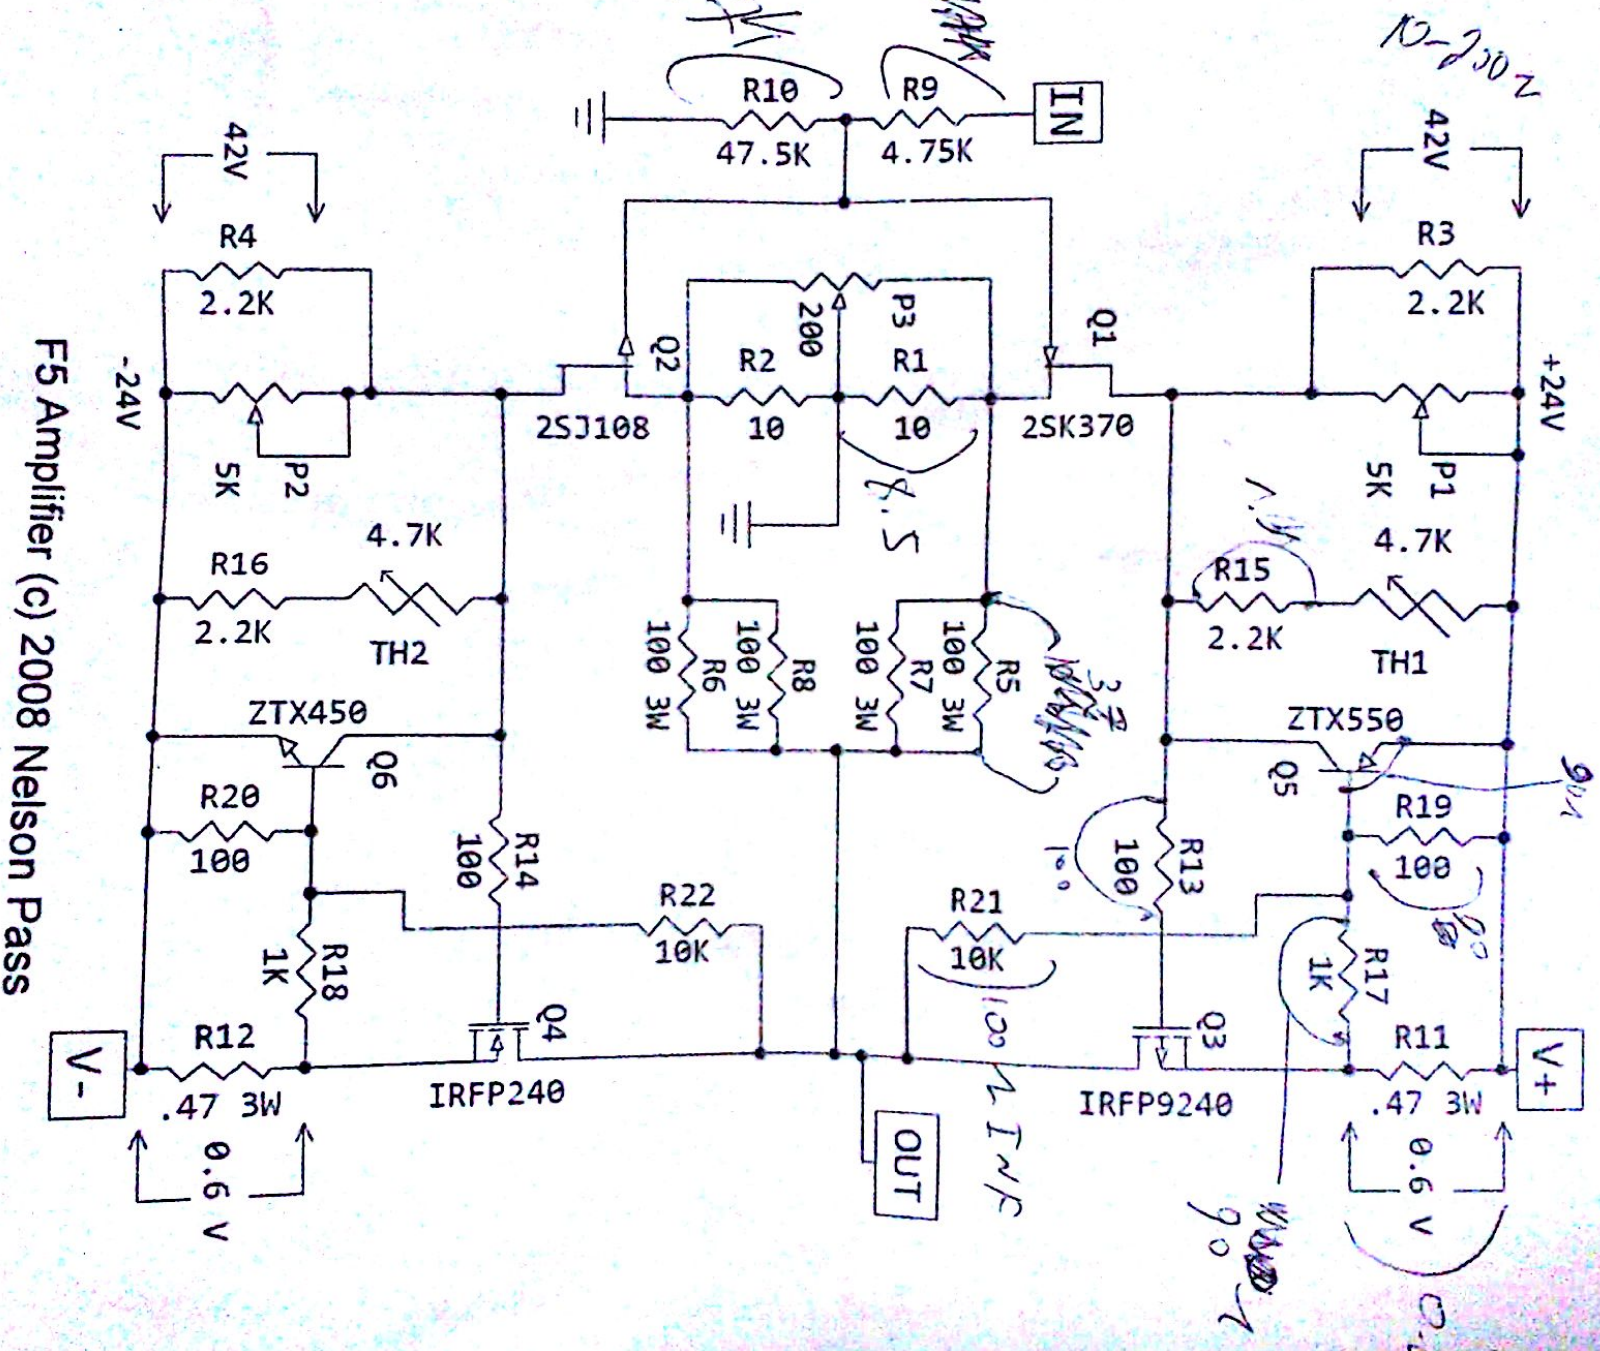 R10
R9
IN
47.5K
4.75K
42V
42V
R4
2.2K
R3
2.2K
P3
200
Q2
Q1
R2
10
R1
10
2SJ108
2SK370
-24V
+24V
P2
5K
P1
5K
8.5
4.7K
4.7K
R16
2.2K
TH2
R15
2.2K
TH1
R6
100 3W
R8
100 3W
R7
100 3W
R5
100 3W
ZTX450
Q6
ZTX550
Q5
R20
100
R19
100
R14
100
R13
100
100
R22
10K
R21
10K
R18
1K
R17
1K
90
R12
.47 3W
R11
.47 3W
Q4
IRFP240
Q3
IRFP9240
V-
V+
OUT
0.6 V
0.6 V
F5 Amplifier (c) 2008 Nelson Pass